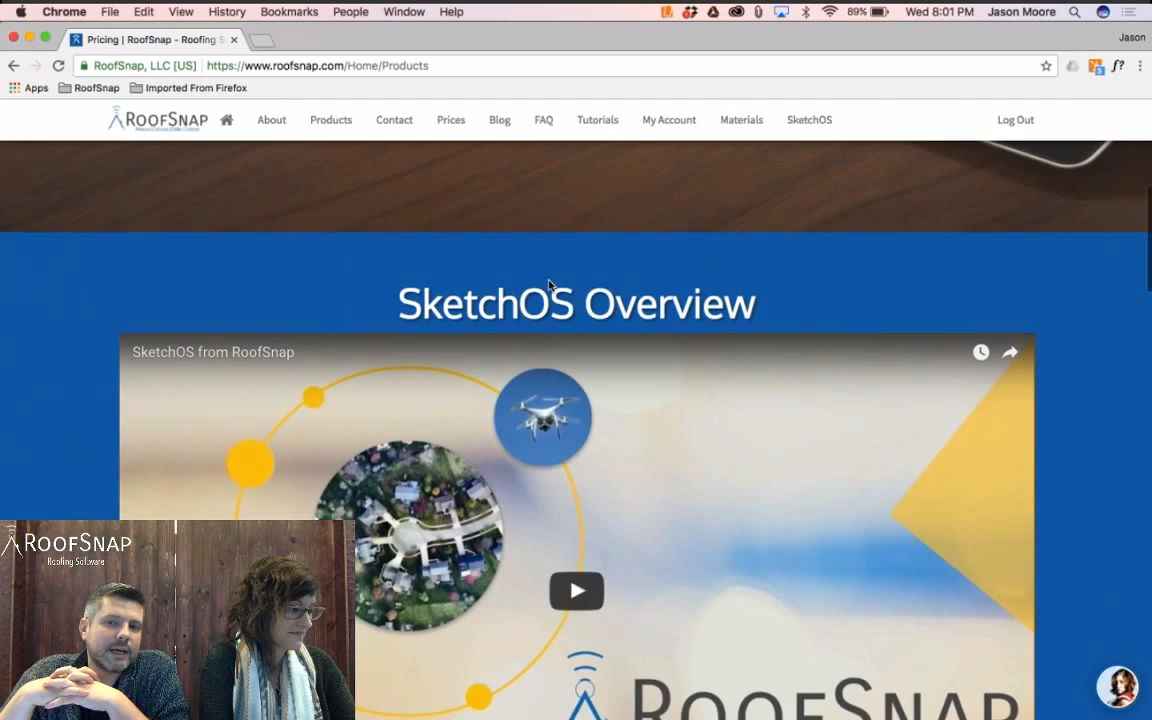 Chrome File Edit View History Bookmarks People Window Help 89% Wed 8:01 PM Jason Moore
Pricing | RoofSnap - Roofing S
Jason
RoofSnap, LLC [US] https://www.roofsnap.com/Home/Products
f?
Apps RoofSnap Imported From Firefox
ROOFSNAP About Products Contact Prices Blog FAQ Tutorials My Account Materials SketchOS Log Out
SketchOS Overview
SketchOS from RoofSnap
ROOFSNAP
Roofing Software
ROOFSNAP